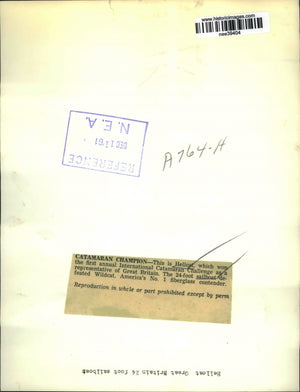 www.historicimages.com
nee39404
REFERENCE
DEC 13 '61
N. E. A.
A764-H
CATAMARAN CHAMPION—This is Hellcat, which won
the first annual International Catamaran Challenge as a
representative of Great Britain. The 24-foot sailboat de-
feated Wildcat, America's No. 1 fiberglass contender.
Reproduction in whole or part prohibited except by perm
Great Britain 24 foot sailboat